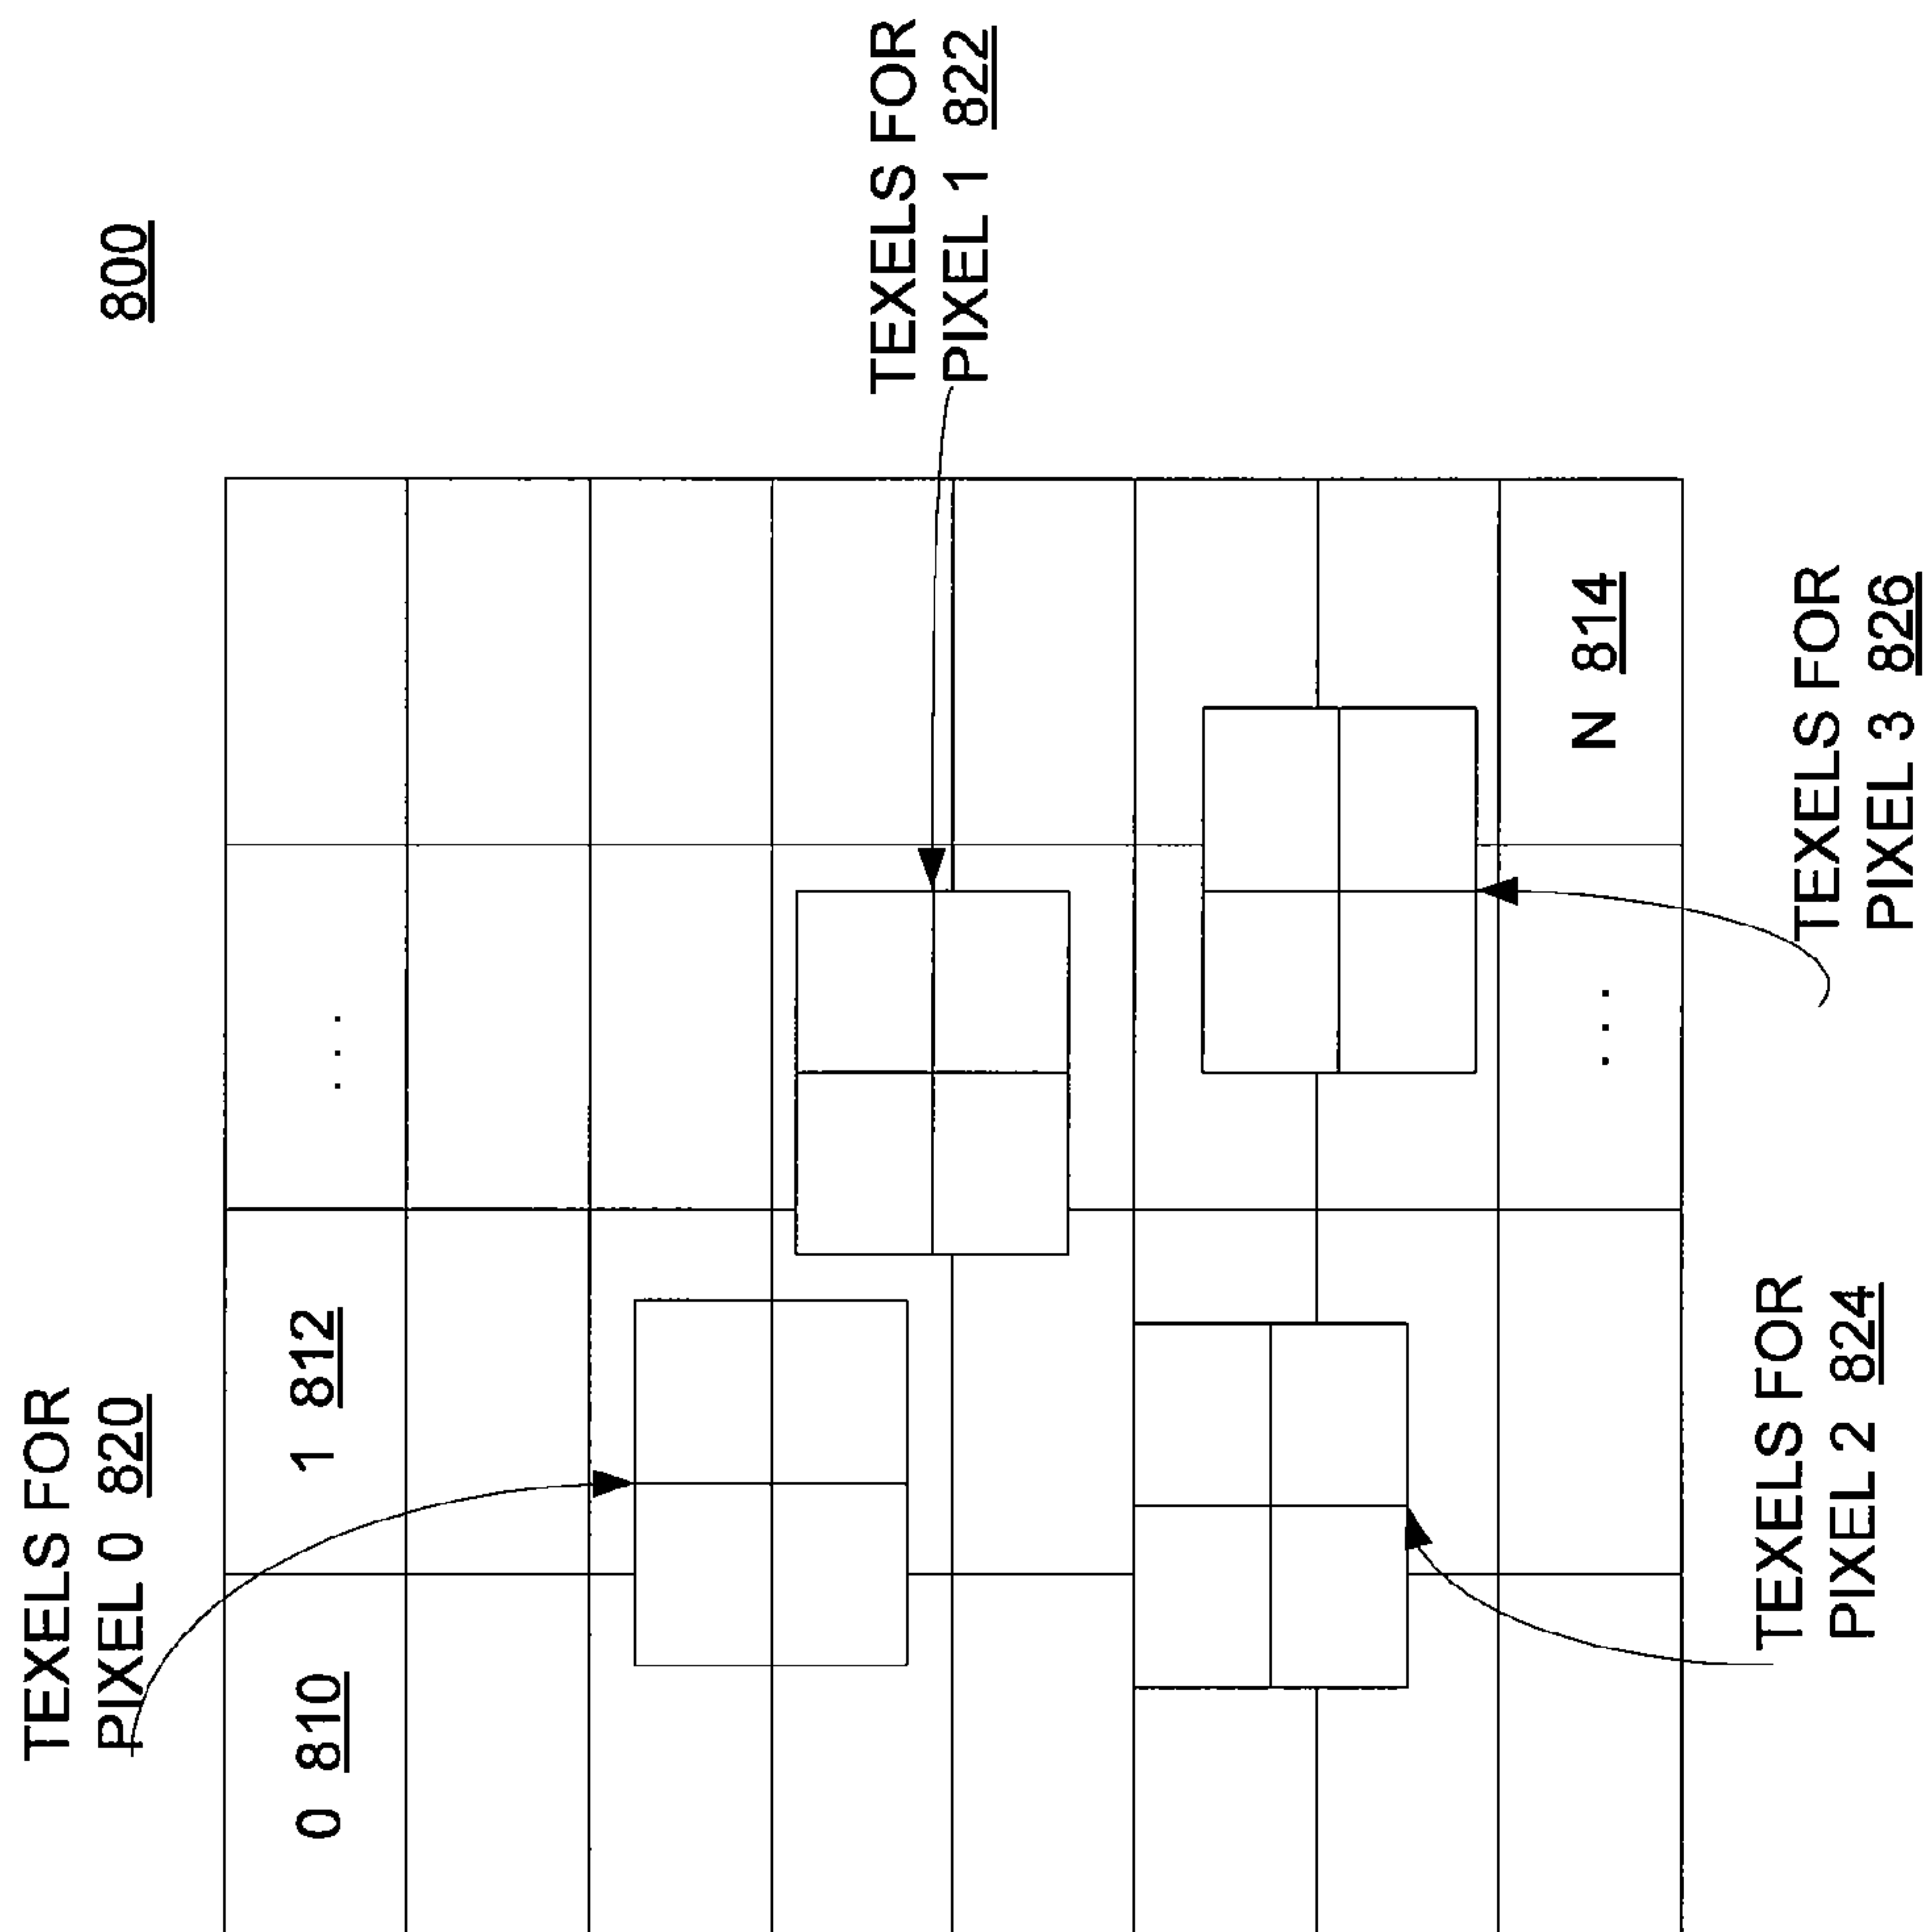 800
TEXELS FOR
PIXEL 0 820
TEXELS FOR
PIXEL 1 822
0 810
1 812
...
...
N 814
TEXELS FOR
PIXEL 2 824
TEXELS FOR
PIXEL 3 826